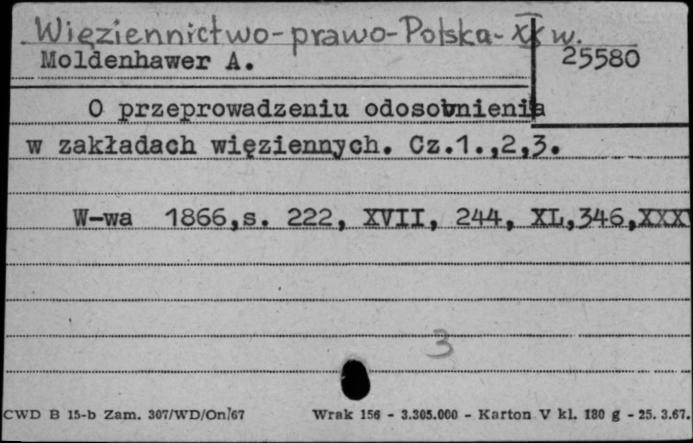 Więziennictwo-prawo-Polska-XX w.
Moldenhawer A. 25580
O przeprowadzeniu odosobnienia
w zakładach więziennych. Cz.1.,2,3.
W-wa 1866,s. 222, XVII, 244, XL,346,XXX
3
CWD B 15-b Zam. 307/WD/On/67 Wrak 156 - 3.305.000 - Karton V kl. 180 g - 25. 3.67.